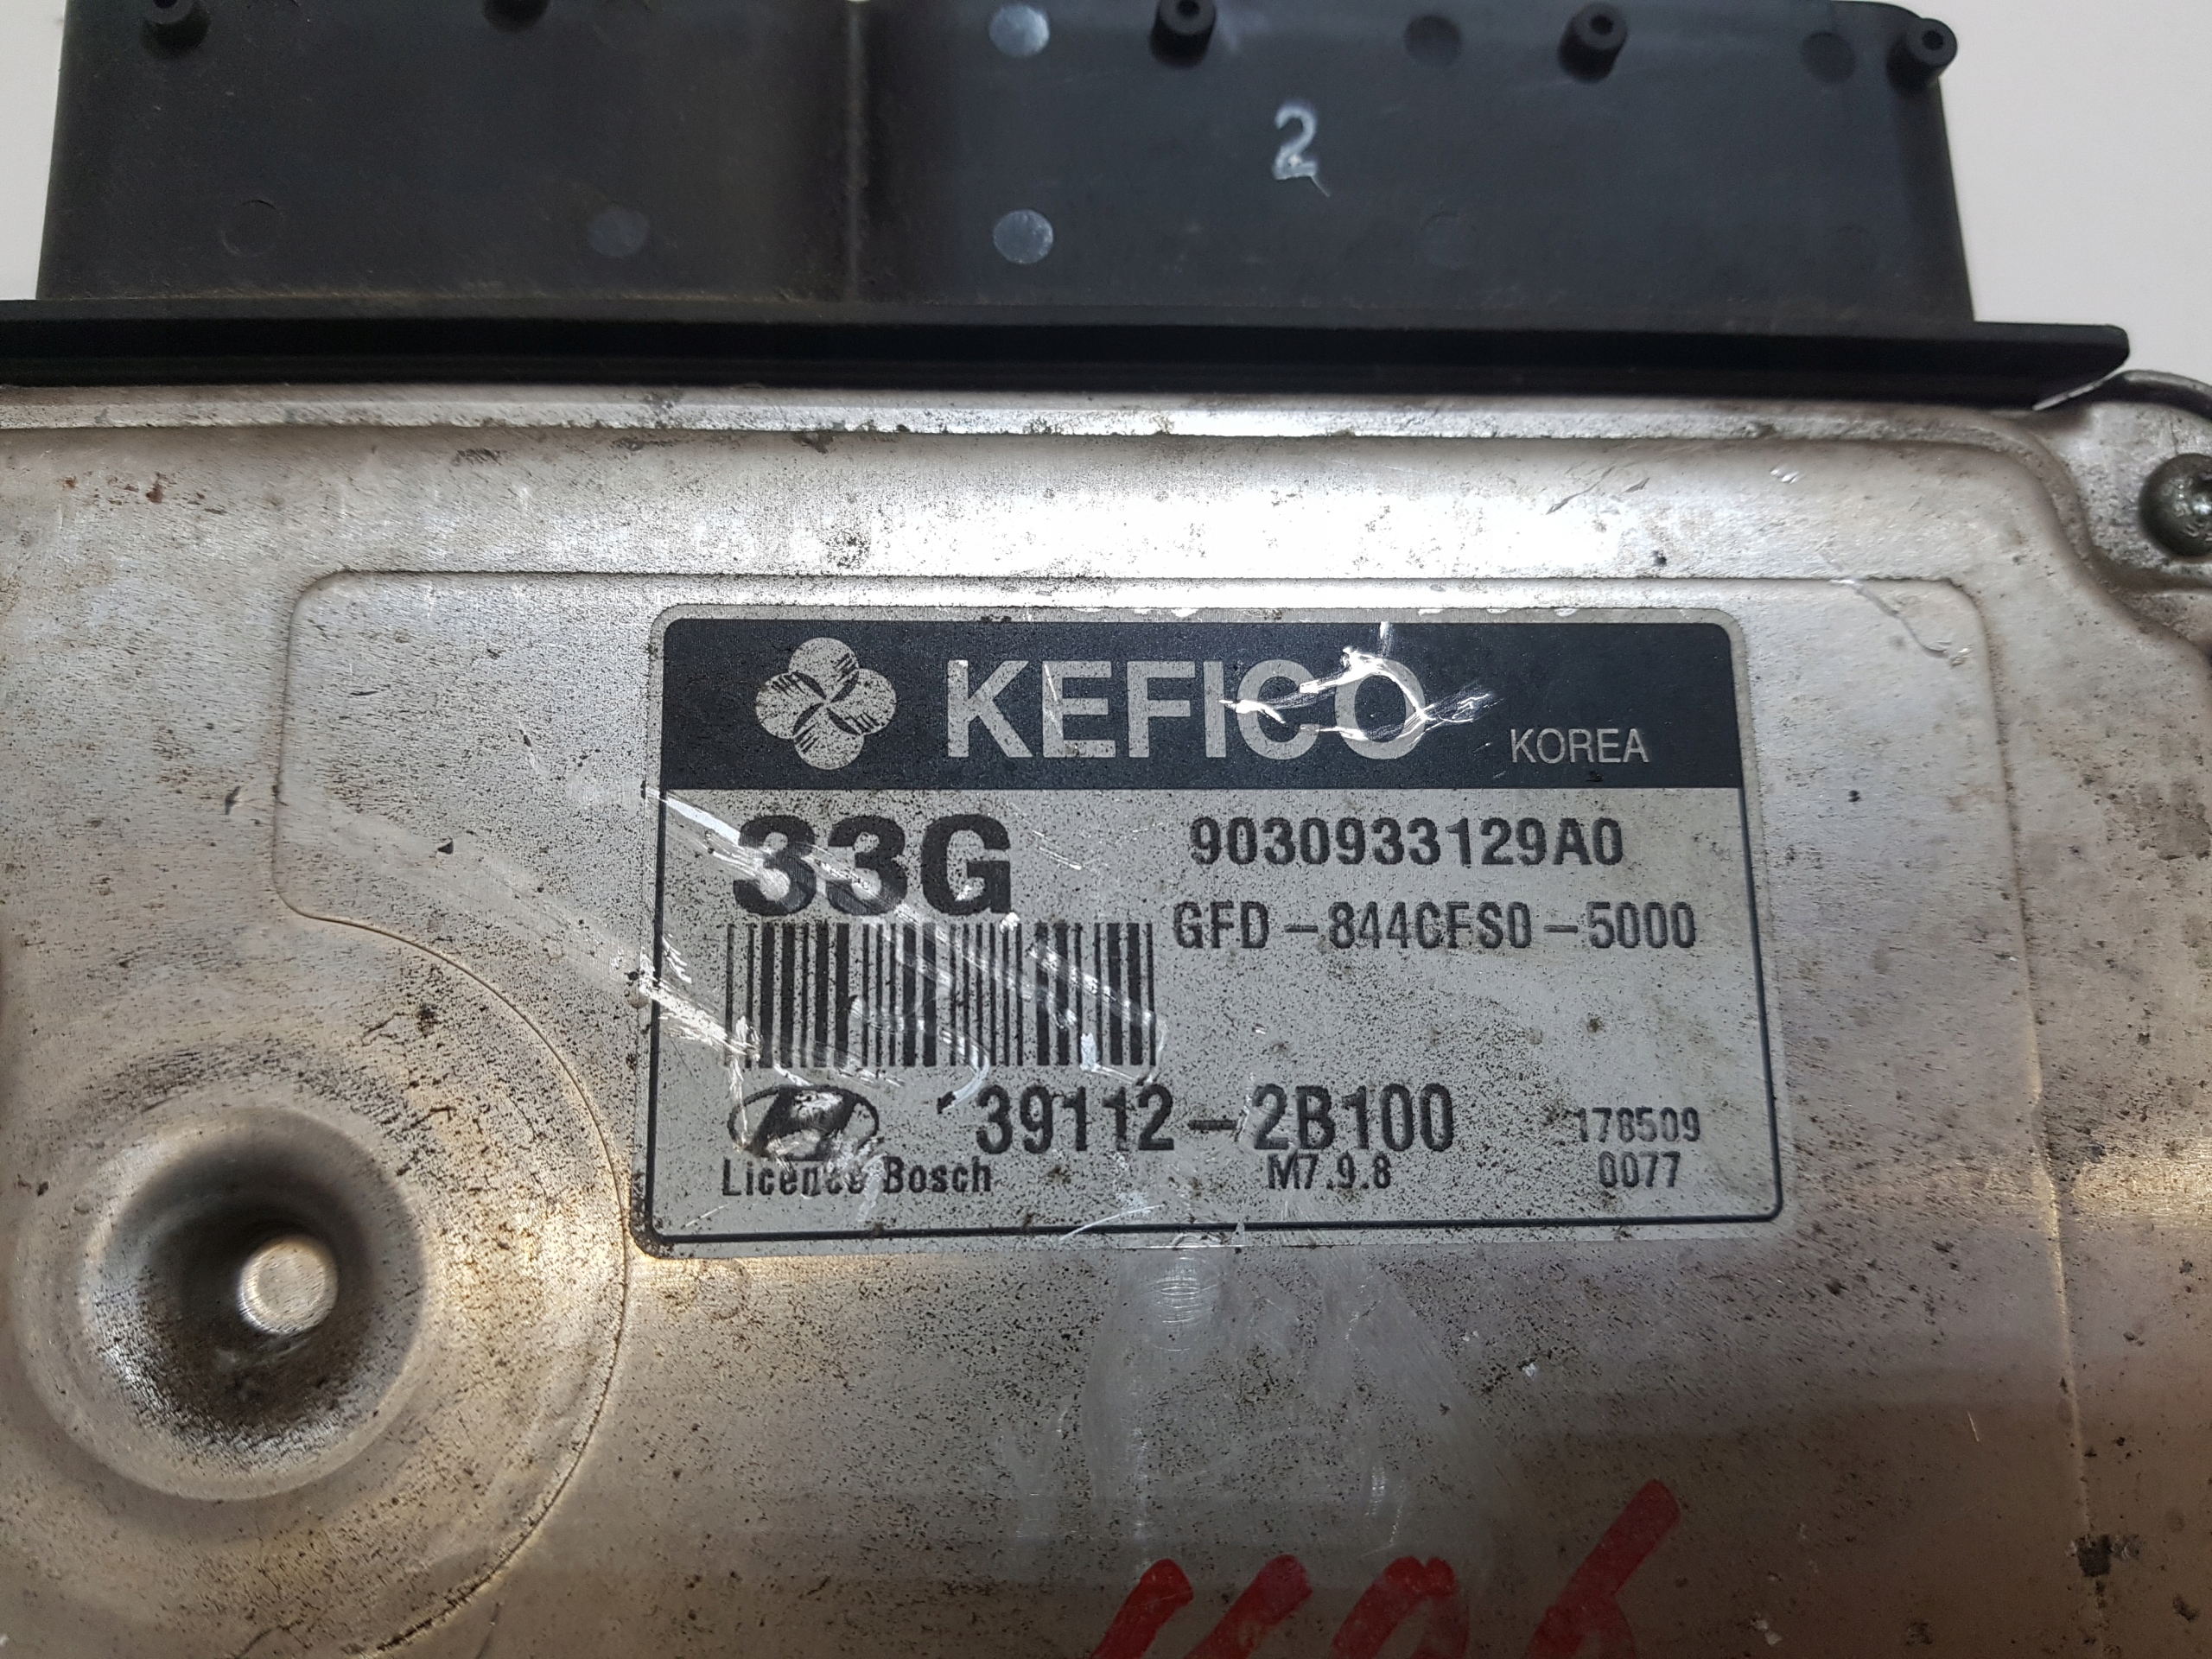 2
KEFICO KOREA
33G 9030933129A0
GFD-844CFS0-5000
39112-2B100 178509
Licence Bosch M7.9.8 0077